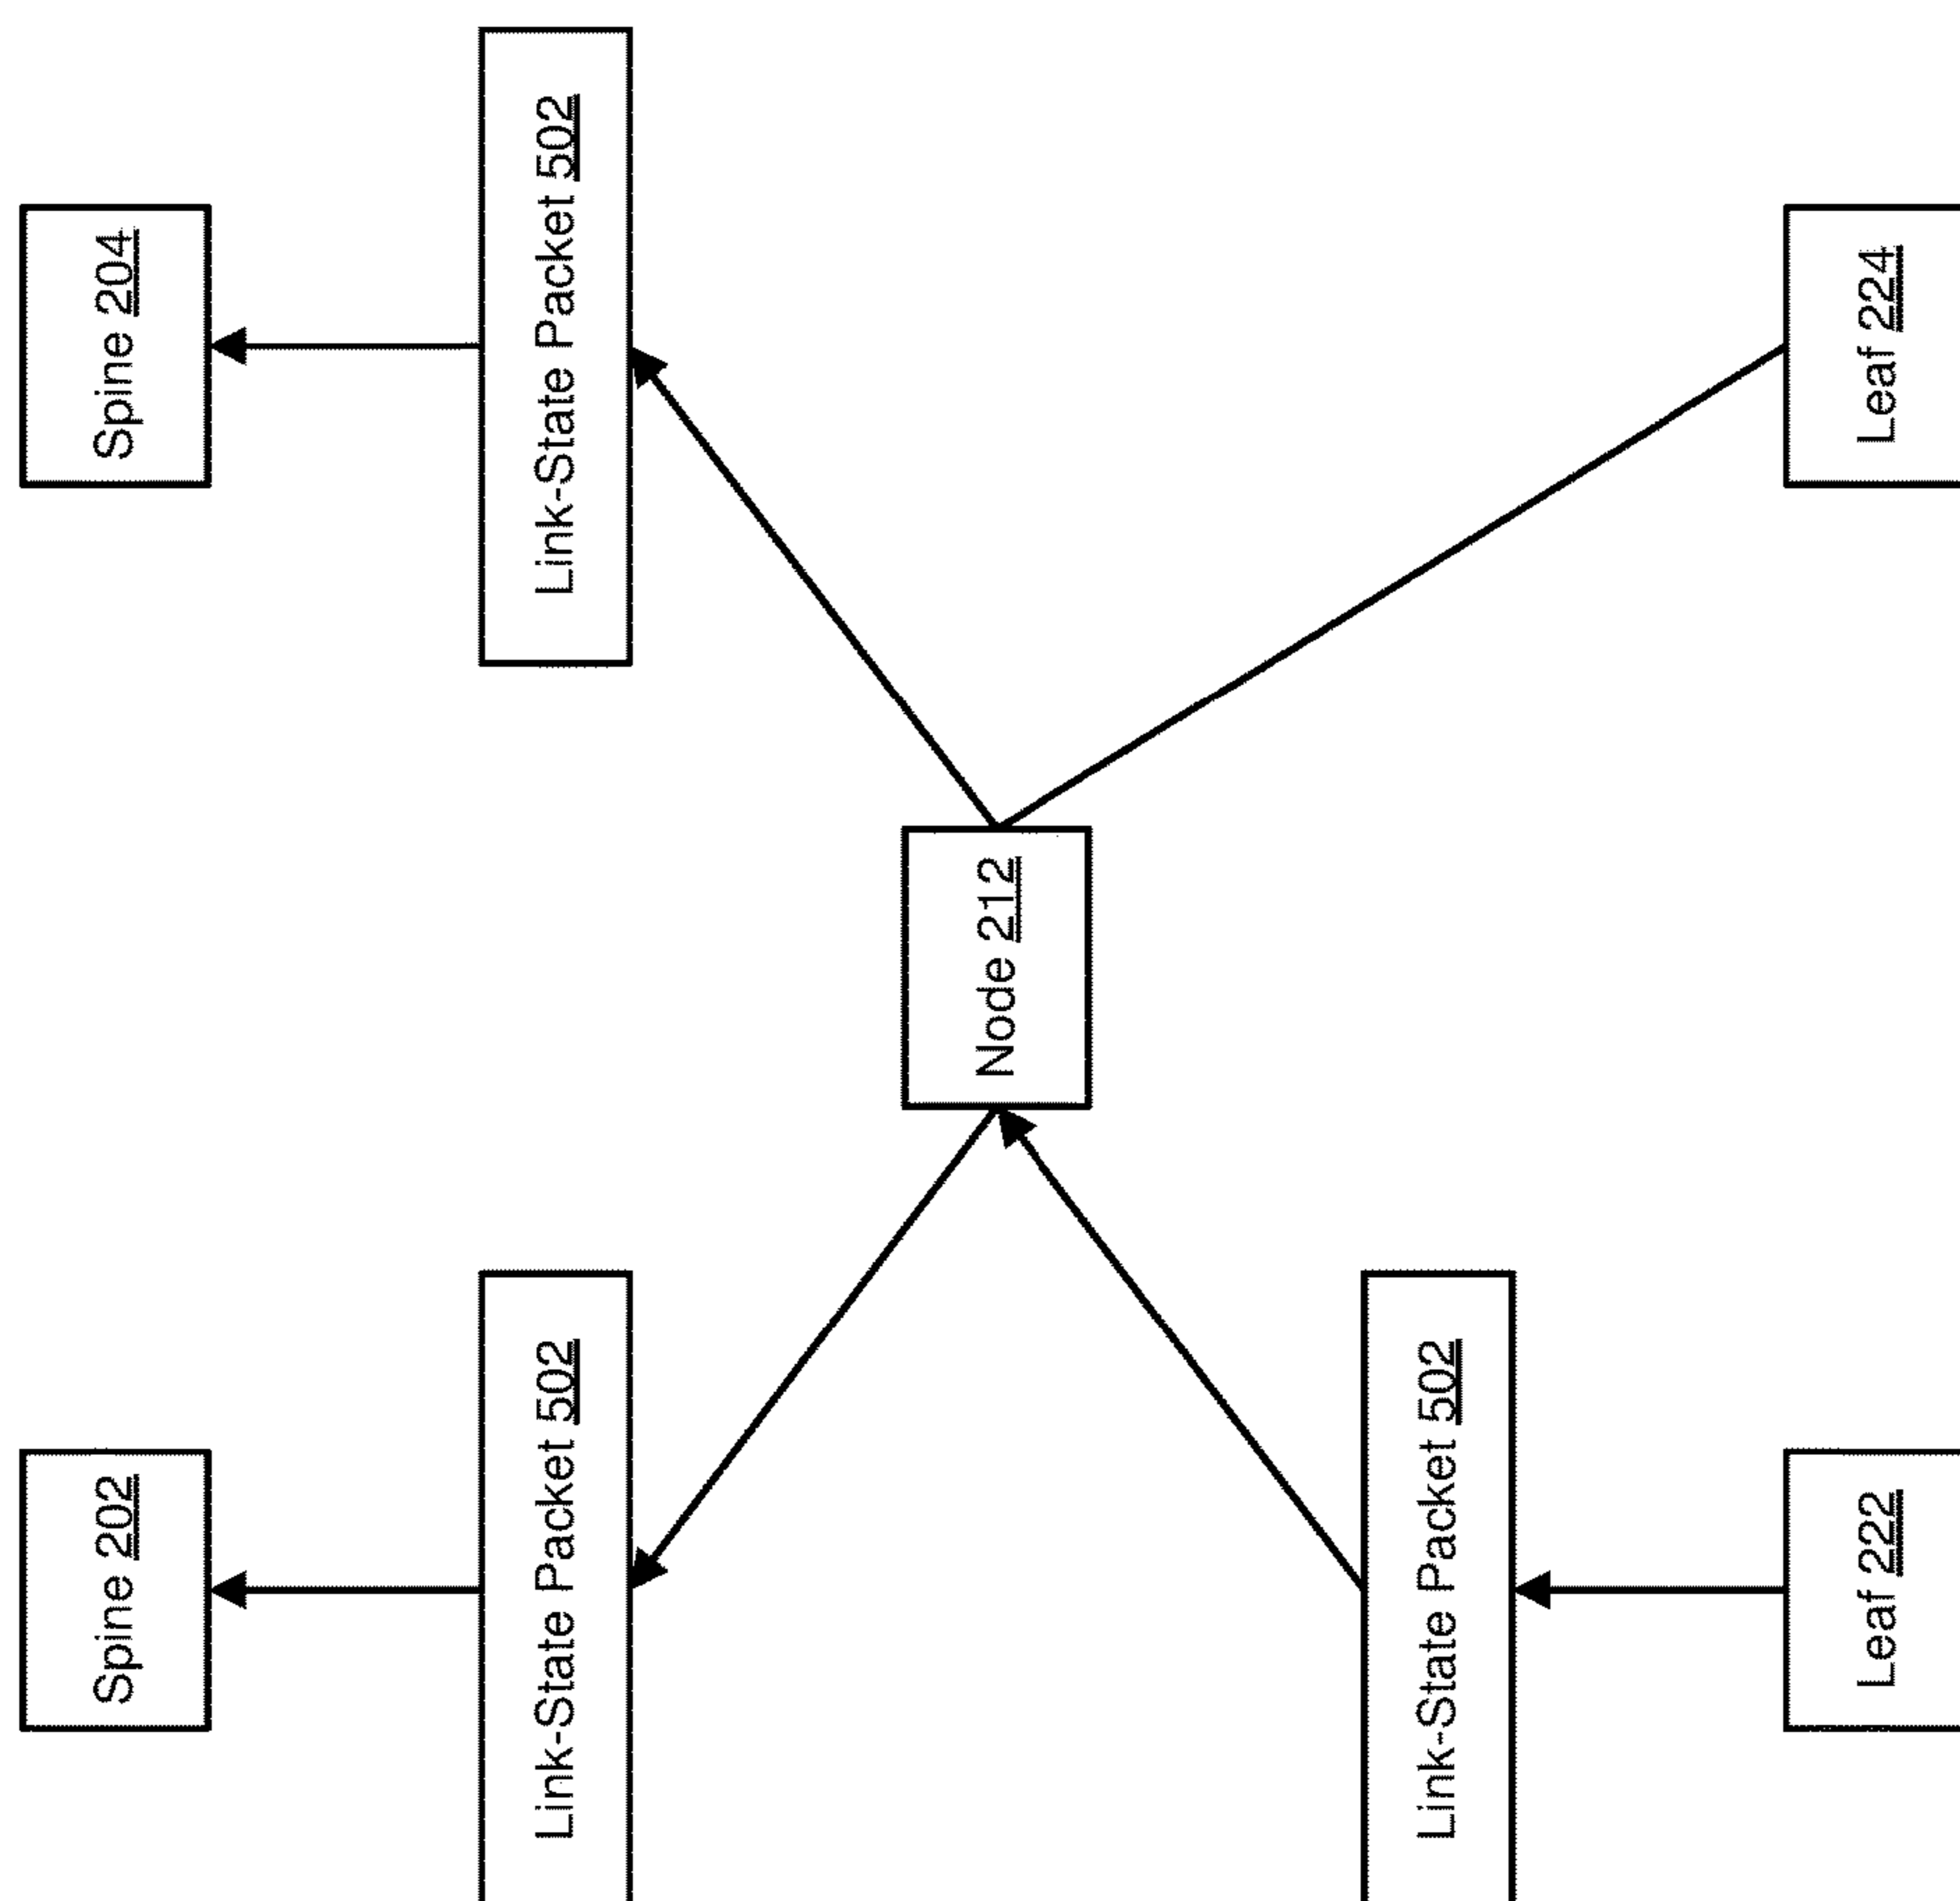 Spine 202
Spine 204
Link-State Packet 502
Link-State Packet 502
Node 212
Link-State Packet 502
Leaf 222
Leaf 224